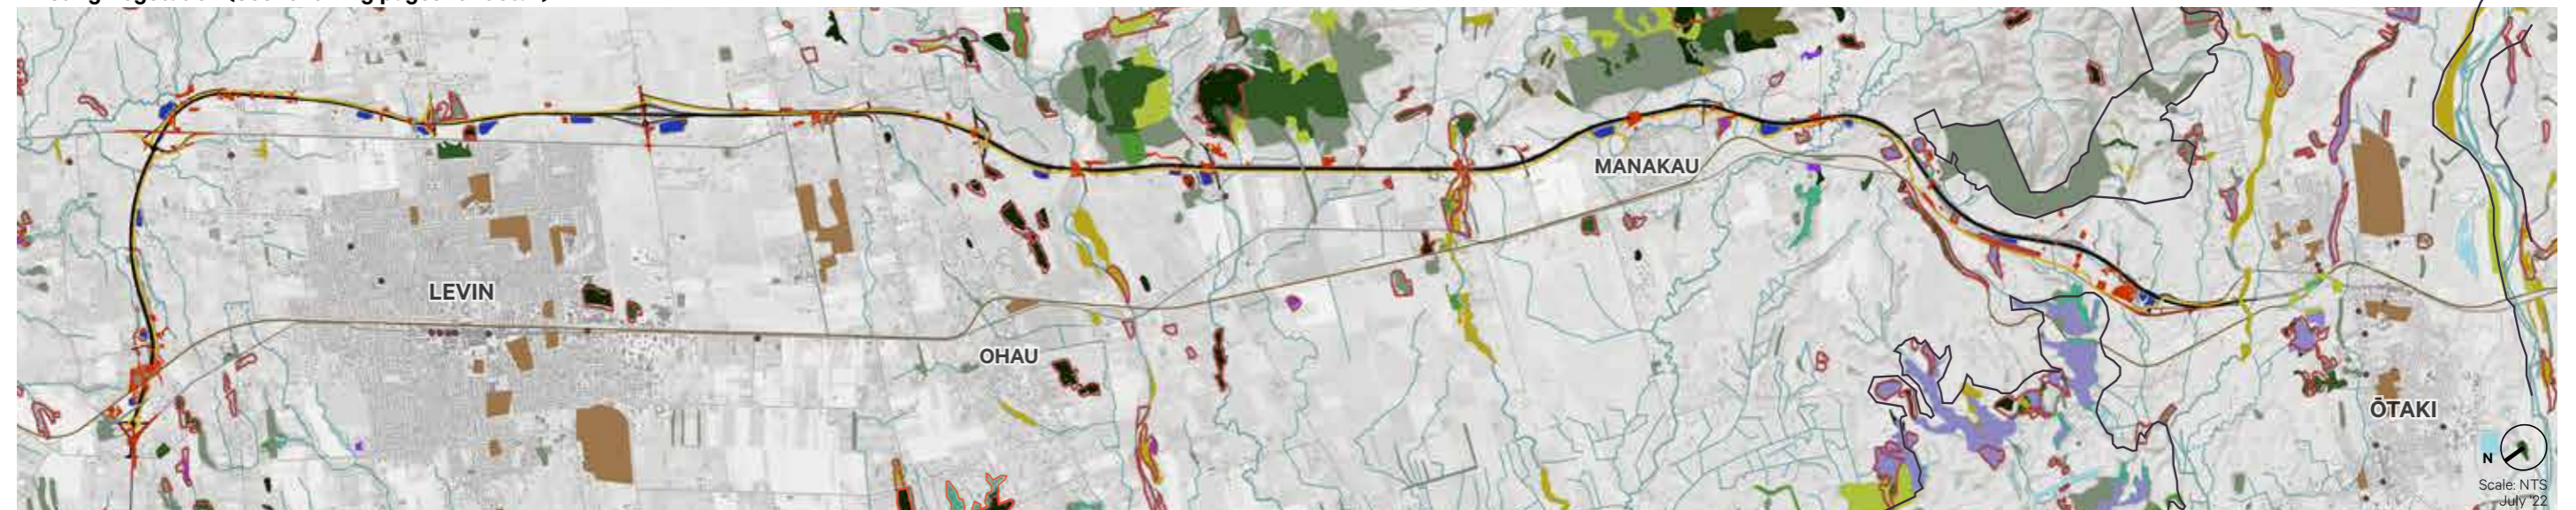 LEVIN
OHAU
MANAKAU
ŌTAKI
N
Scale: NTS
July '22